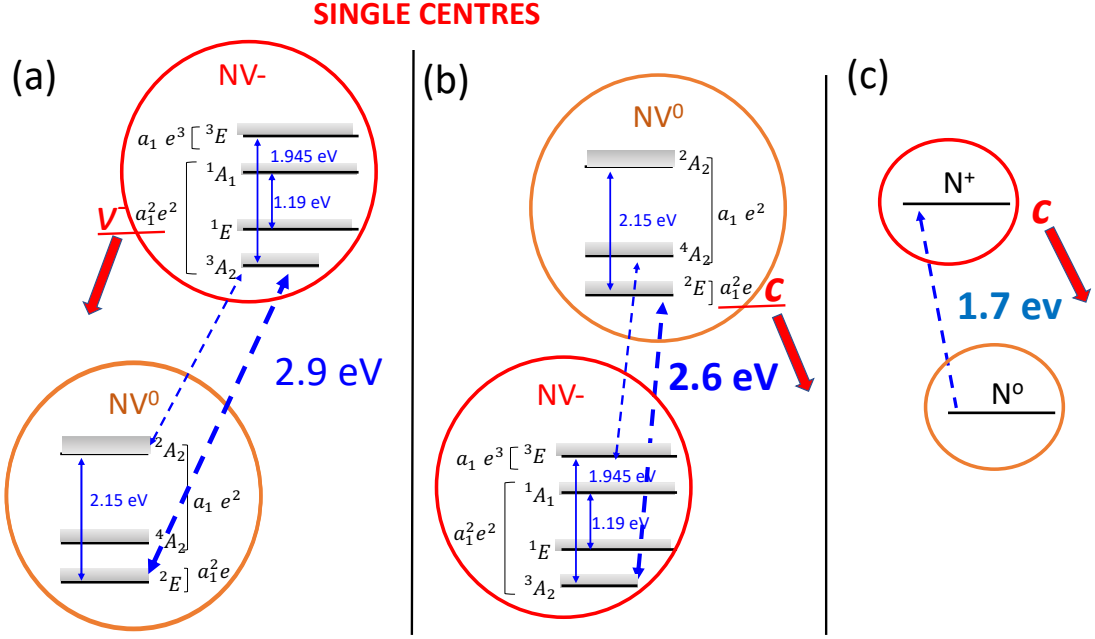 SINGLE CENTRES
(a)
NV-
a₁ e³ [ ³E
1.945 eV
¹A₁
1.19 eV
V⁻
a₁²e²
¹E
³A₂
2.9 eV
NV⁰
²A₂
2.15 eV
a₁ e²
⁴A₂
²E ] a₁²e
(b)
NV⁰
²A₂
2.15 eV
a₁ e²
⁴A₂
²E ] a₁²e
c
2.6 eV
NV-
a₁ e³ [ ³E
1.945 eV
¹A₁
1.19 eV
a₁²e²
¹E
³A₂
(c)
N⁺
c
1.7 ev
N⁰